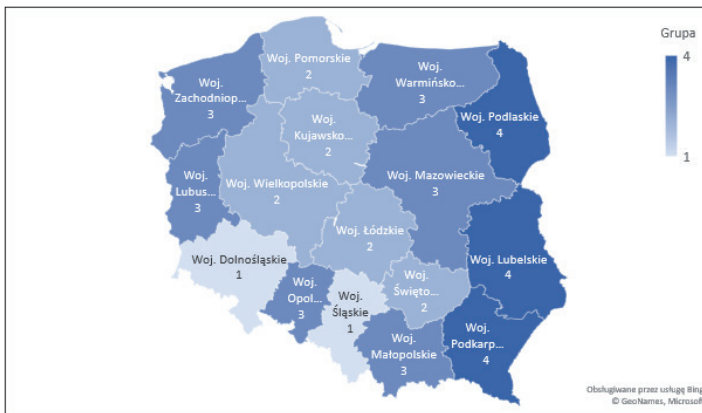 Grupa
4
1
Woj. Pomorskie
2
Woj.
Warmińsko
3
Woj.
Zachodniop...
3
Woj. Podlaskie
4
Woj.
Kujawsko
2
Woj. Mazowieckie
3
Woj.
Lubus...
3
Woj. Wielkopolskie
2
Woj. Łódzkie
2
Woj. Lubelskie
4
Woj. Dolnośląskie
1
Woj.
Opol...
3
Woj.
Śląskie
1
Woj.
Święto...
2
Woj.
Małopolskie
3
Woj.
Podkarp...
4
Obsługiwane przez usługę Bing
© GeoNames, Microsoft